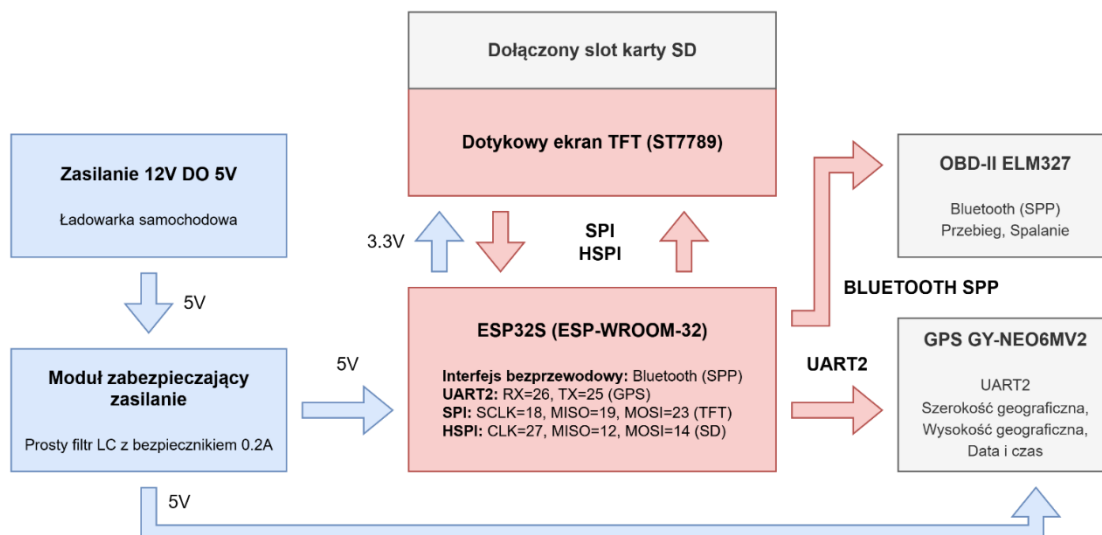 Dołączony slot karty SD
Dotykowy ekran TFT (ST7789)
Zasilanie 12V DO 5V
Ładowarka samochodowa
OBD-II ELM327
Bluetooth (SPP)
Przebieg, Spalanie
3.3V
SPI
HSPI
BLUETOOTH SPP
5V
ESP32S (ESP-WROOM-32)
Interfejs bezprzewodowy: Bluetooth (SPP)
UART2: RX=26, TX=25 (GPS)
SPI: SCLK=18, MISO=19, MOSI=23 (TFT)
HSPI: CLK=27, MISO=12, MOSI=14 (SD)
UART2
GPS GY-NEO6MV2
UART2
Szerokość geograficzna,
Wysokość geograficzna,
Data i czas
Moduł zabezpieczający
zasilanie
Prosty filtr LC z bezpiecznikiem 0.2A
5V
5V